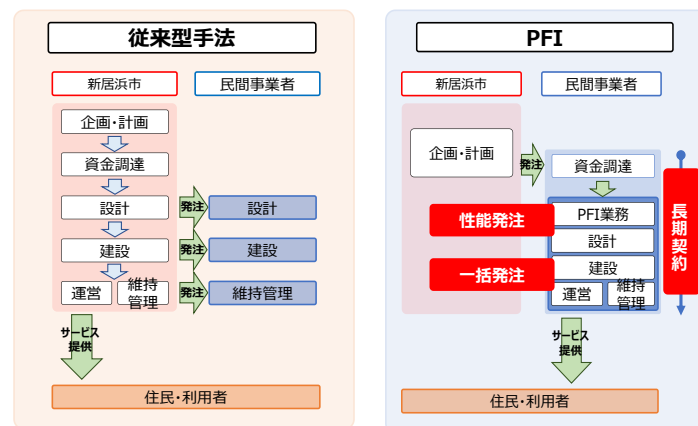 従来型手法
新居浜市
民間事業者
企画・計画
資金調達
設計
発注
設計
建設
発注
建設
運営
維持
管理
発注
維持管理
サービス
提供
住民・利用者
PFI
新居浜市
民間事業者
企画・計画
発注
資金調達
性能発注
PFI業務
設計
一括発注
建設
運営
維持
管理
長期契約
サービス
提供
住民・利用者